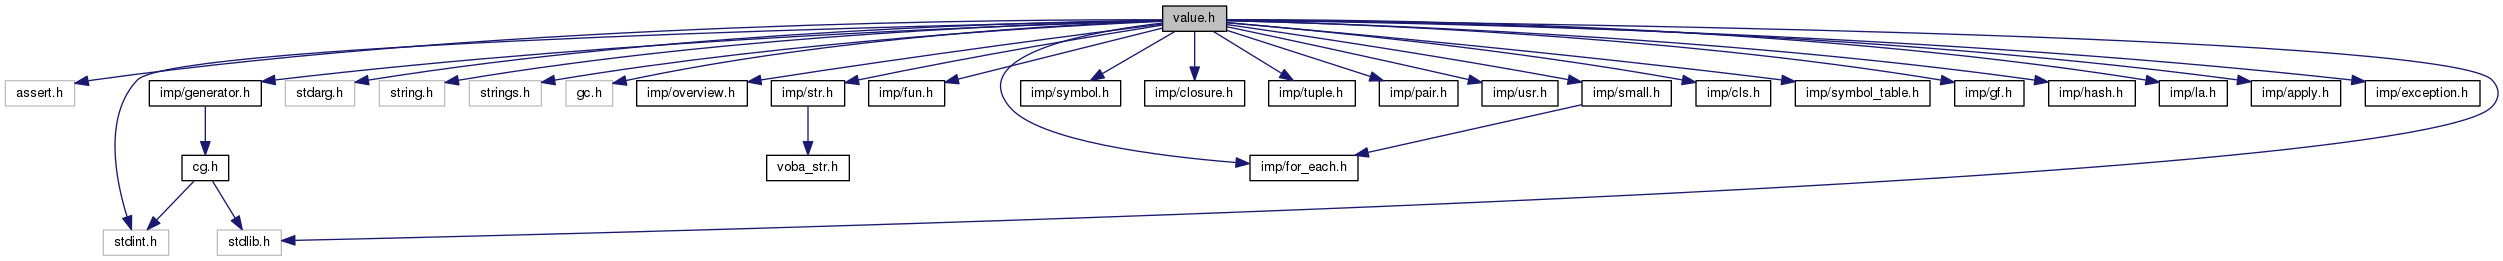 value.h
assert.h
imp/generator.h
stdarg.h
string.h
strings.h
gc.h
imp/overview.h
imp/str.h
imp/fun.h
imp/symbol.h
imp/closure.h
imp/tuple.h
imp/pair.h
imp/usr.h
imp/small.h
imp/cls.h
imp/symbol_table.h
imp/gf.h
imp/hash.h
imp/la.h
imp/apply.h
imp/exception.h
cg.h
voba_str.h
imp/for_each.h
stdint.h
stdlib.h